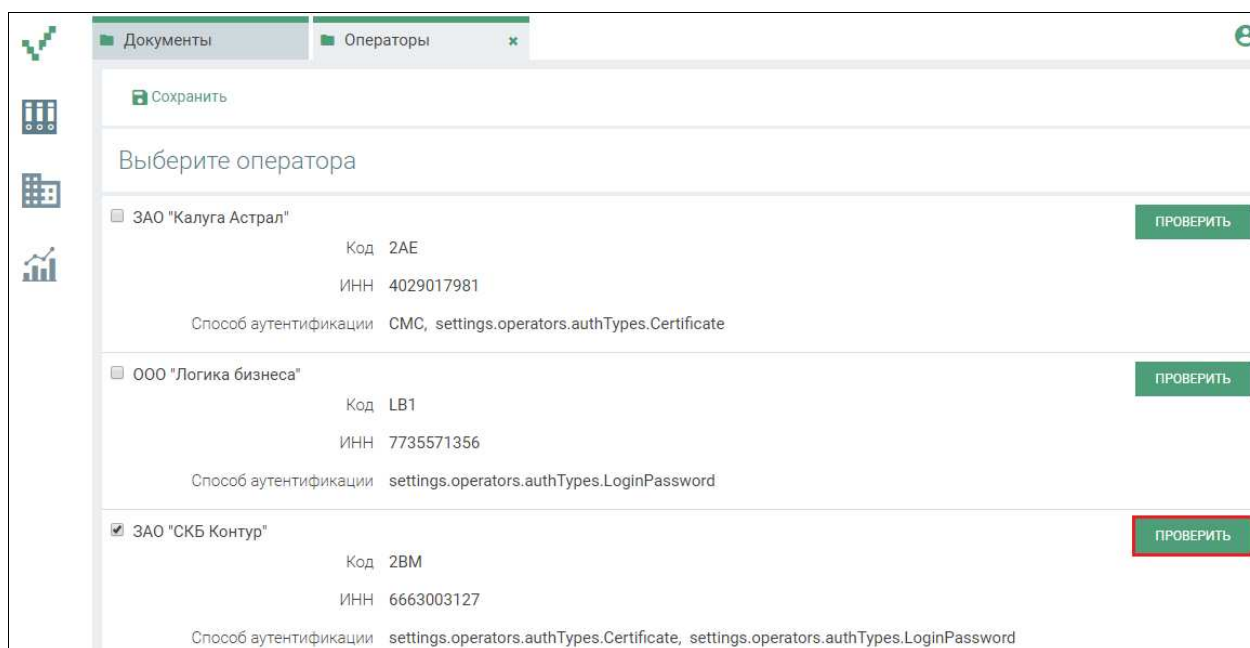 Документы
Операторы
Сохранить
Выберите оператора
ЗАО "Калуга Астрал"
ПРОВЕРИТЬ
Код 2AE
ИНН 4029017981
Способ аутентификации СМС, settings.operators.authTypes.Certificate
ООО "Логика бизнеса"
ПРОВЕРИТЬ
Код LB1
ИНН 7735571356
Способ аутентификации settings.operators.authTypes.LoginPassword
ЗАО "СКБ Контур"
ПРОВЕРИТЬ
Код 2BM
ИНН 6663003127
Способ аутентификации settings.operators.authTypes.Certificate, settings.operators.authTypes.LoginPassword